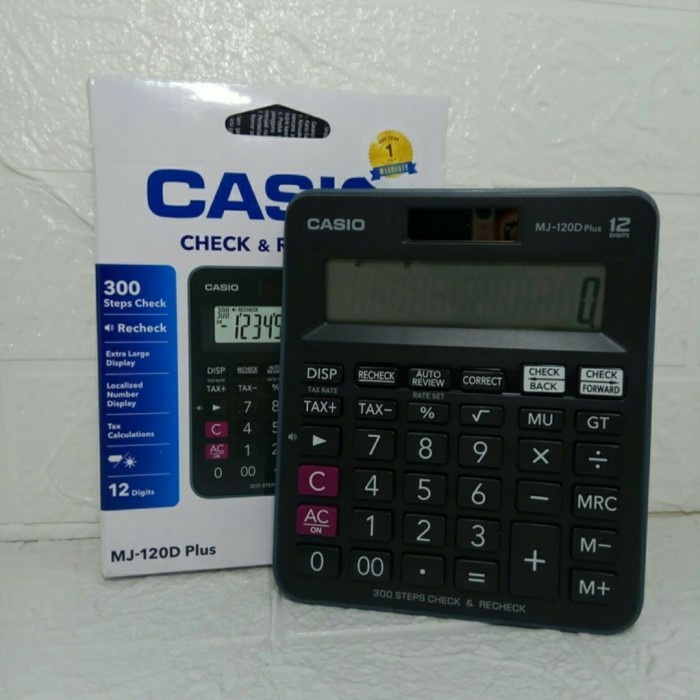 CASIO
CHECK & R
1
WARRANTY
300
Steps Check
Recheck
Extra Large
Display
Localized
Number
Display
Tax
Calculations
12 Digits
MJ-120D Plus
CASIO
RECHECK
12345
DISP RECHECK
TAX RATE
TAX+ TAX− %
▶ 7 8
C 4 5
AC 1 2
ON
0 00
300 STEPS
CASIO
MJ-120D Plus 12
DIGITS
0
DISP RECHECK AUTO REVIEW CORRECT CHECK BACK CHECK FORWARD
TAX RATE RATE SET
TAX+ TAX− % √ MU GT
▶ 7 8 9 × ÷
C 4 5 6 − MRC
AC ON 1 2 3 + M−
0 00 · = M+
300 STEPS CHECK & RECHECK